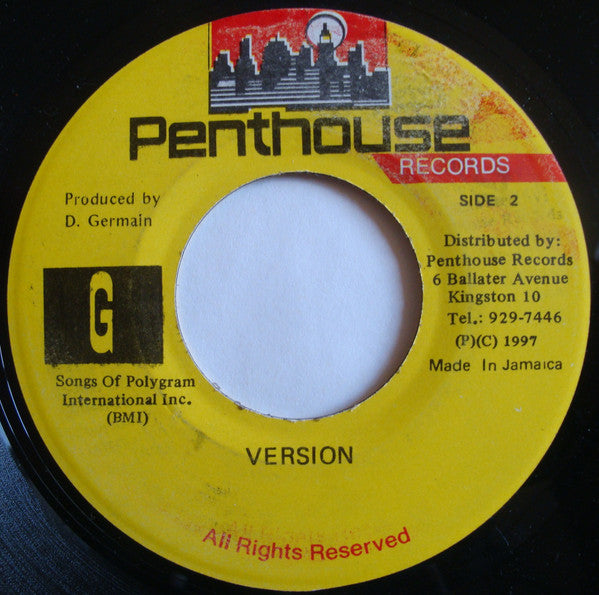 Penthouse
RECORDS
Produced by
D. Germain
SIDE 2
Distributed by:
Penthouse Records
6 Ballater Avenue
Kingston 10
Tel.: 929-7446
(P)(C) 1997
Made In Jamaica
G
Songs Of Polygram
International Inc.
(BMI)
VERSION
All Rights Reserved